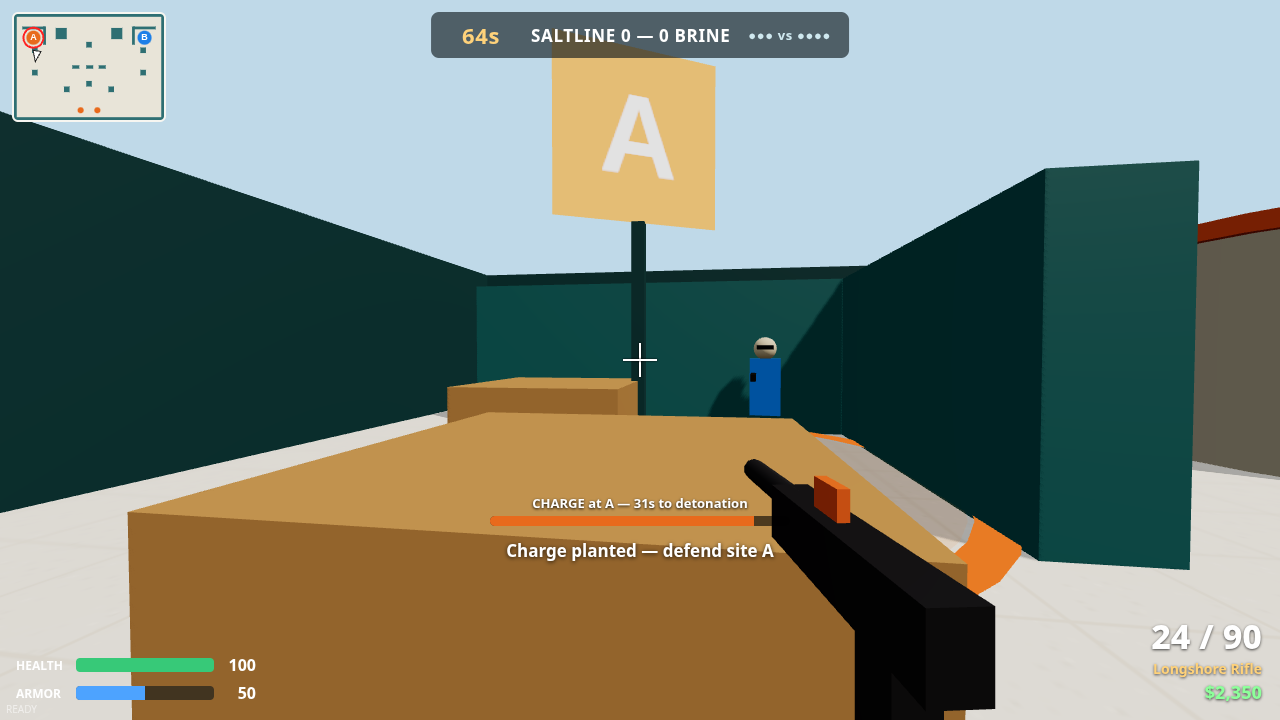 A
B
64s SALTLINE 0 — 0 BRINE ●●● vs ●●●●
A
CHARGE at A — 31s to detonation
Charge planted — defend site A
HEALTH 100
ARMOR 50
READY
24 / 90
Longshore Rifle
$2,350